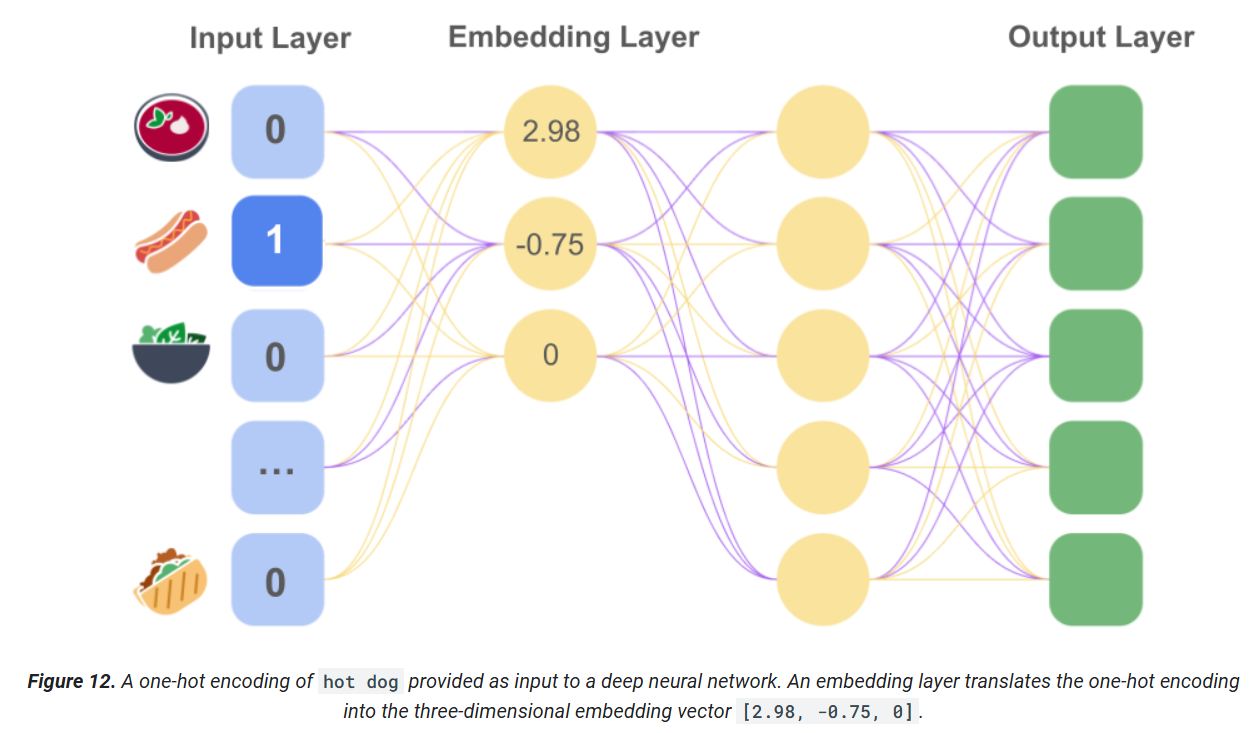 Input Layer
Embedding Layer
Output Layer
0
2.98
1
-0.75
0
0
...
0
Figure 12. A one-hot encoding of hot dog provided as input to a deep neural network. An embedding layer translates the one-hot encoding
into the three-dimensional embedding vector [2.98, -0.75, 0].